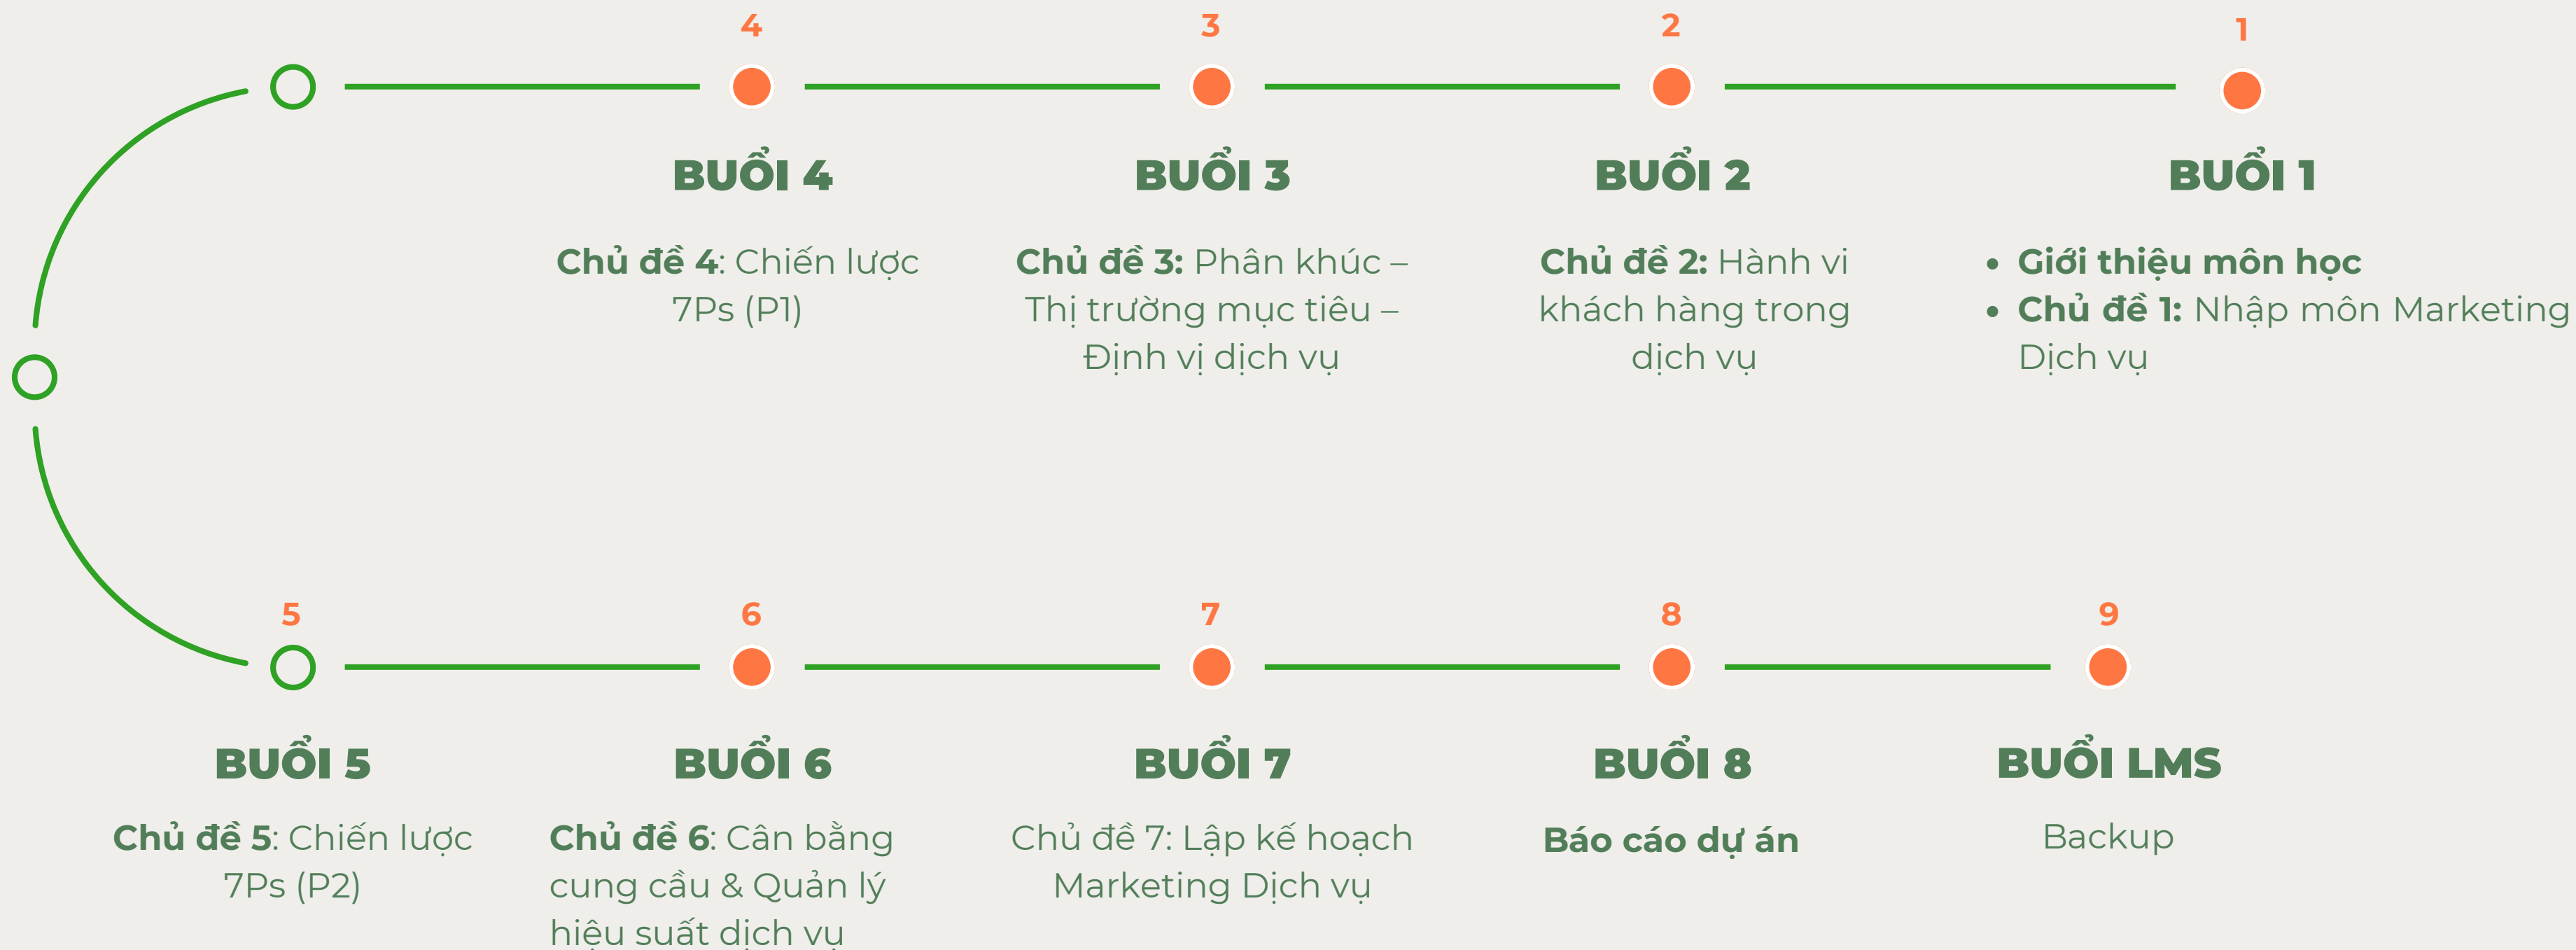 4
3
2
1
BUỔI 4
BUỔI 3
BUỔI 2
BUỔI 1
Chủ đề 4: Chiến lược
7Ps (P1)
Chủ đề 3: Phân khúc –
Thị trường mục tiêu –
Định vị dịch vụ
Chủ đề 2: Hành vi
khách hàng trong
dịch vụ
• Giới thiệu môn học
• Chủ đề 1: Nhập môn Marketing
Dịch vụ
5
6
7
8
9
BUỔI 5
BUỔI 6
BUỔI 7
BUỔI 8
BUỔI LMS
Chủ đề 5: Chiến lược
7Ps (P2)
Chủ đề 6: Cân bằng
cung cầu & Quản lý
hiệu suất dịch vụ
Chủ đề 7: Lập kế hoạch
Marketing Dịch vụ
Báo cáo dự án
Backup